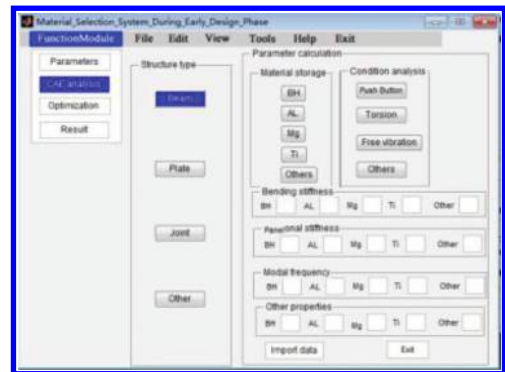 Material_Selection_System_During_Early_Design_Phase
FunctionModule File Edit View Tools Help Exit
Parameters
CAE analysis
Optimization
Result
Structure type
Beam
Plate
Joint
Other
Parameter calculation
Material storage
BH
AL
Mg
Ti
Others
Condition analysis
Push Button
Torsion
Free vibration
Others
Bending stiffness
BH AL Mg Ti Other
Panelonal stiffness
BH AL Mg Ti Other
Modal frequency
BH AL Mg Ti Other
Other properties
BH AL Mg Ti Other
Import data Exit